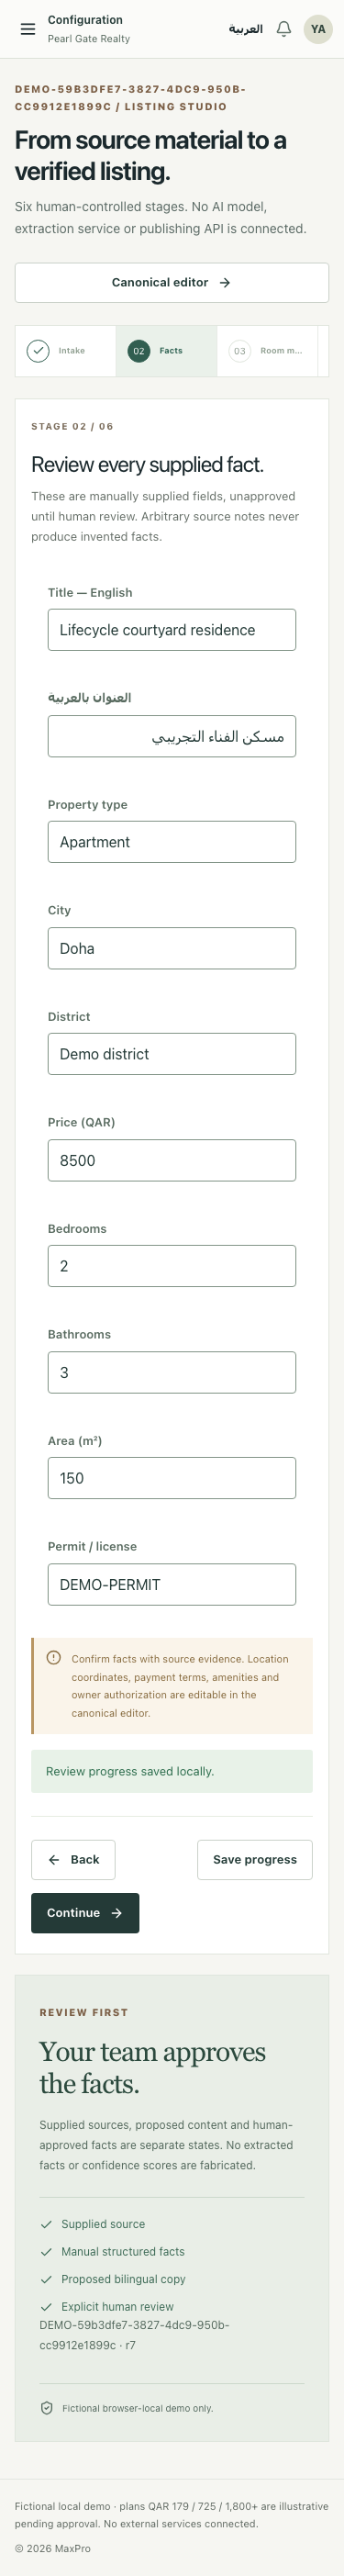 Configuration
Pearl Gate Realty
العربية
YA
DEMO-59B3DFE7-3827-4DC9-950B-
CC9912E1899C / LISTING STUDIO
From source material to a
verified listing.
Six human-controlled stages. No AI model,
extraction service or publishing API is connected.
Canonical editor
Intake
02
Facts
03
Room m...
STAGE 02 / 06
Review every supplied fact.
These are manually supplied fields, unapproved
until human review. Arbitrary source notes never
produce invented facts.
Title — English
Lifecycle courtyard residence
العنوان بالعربية
مسكن الفناء التجريبي
Property type
Apartment
City
Doha
District
Demo district
Price (QAR)
8500
Bedrooms
2
Bathrooms
3
Area (m²)
150
Permit / license
DEMO-PERMIT
Confirm facts with source evidence. Location
coordinates, payment terms, amenities and
owner authorization are editable in the
canonical editor.
Review progress saved locally.
Back
Save progress
Continue
REVIEW FIRST
Your team approves
the facts.
Supplied sources, proposed content and human-
approved facts are separate states. No extracted
facts or confidence scores are fabricated.
Supplied source
Manual structured facts
Proposed bilingual copy
Explicit human review
DEMO-59b3dfe7-3827-4dc9-950b-
cc9912e1899c · r7
Fictional browser-local demo only.
Fictional local demo · plans QAR 179 / 725 / 1,800+ are illustrative
pending approval. No external services connected.
© 2026 MaxPro